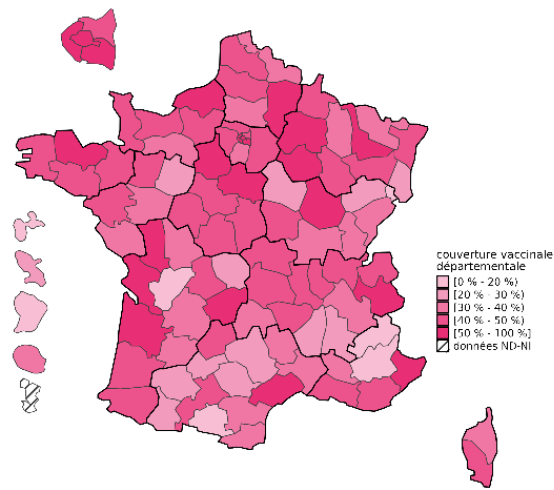 couverture vaccinale
départementale
[0 % - 20 %)
[20 % - 30 %)
[30 % - 40 %)
[40 % - 50 %)
[50 % - 100 %]
données ND-NI